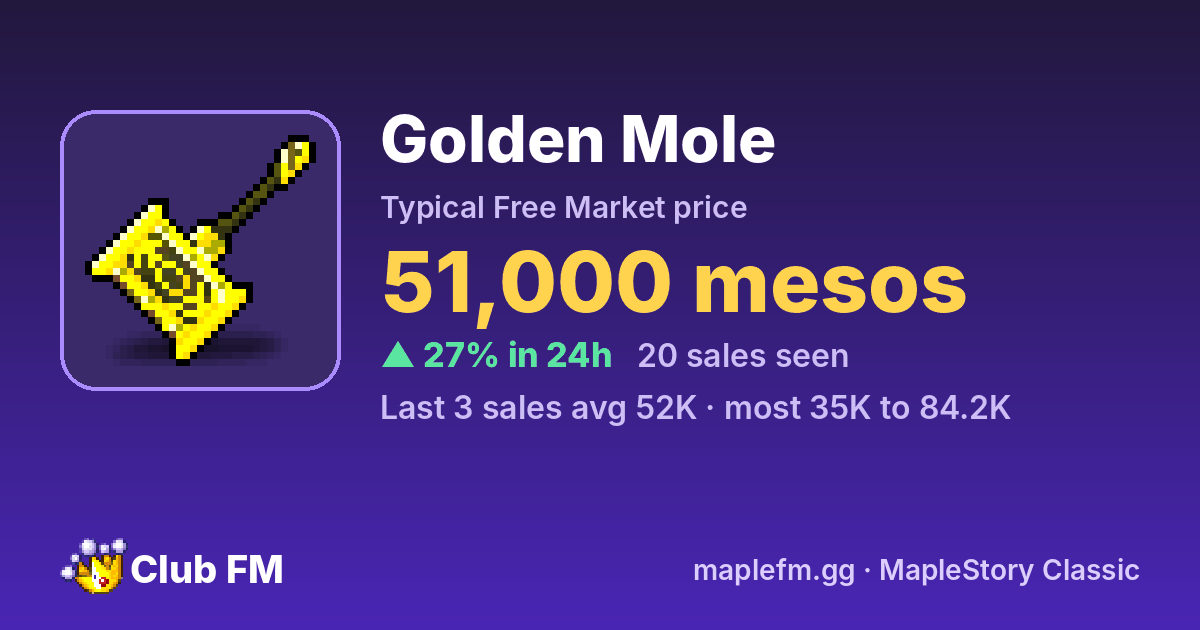 Golden Mole
Typical Free Market price
51,000 mesos
▲ 27% in 24h 20 sales seen
Last 3 sales avg 52K · most 35K to 84.2K
Club FM
maplefm.gg · MapleStory Classic